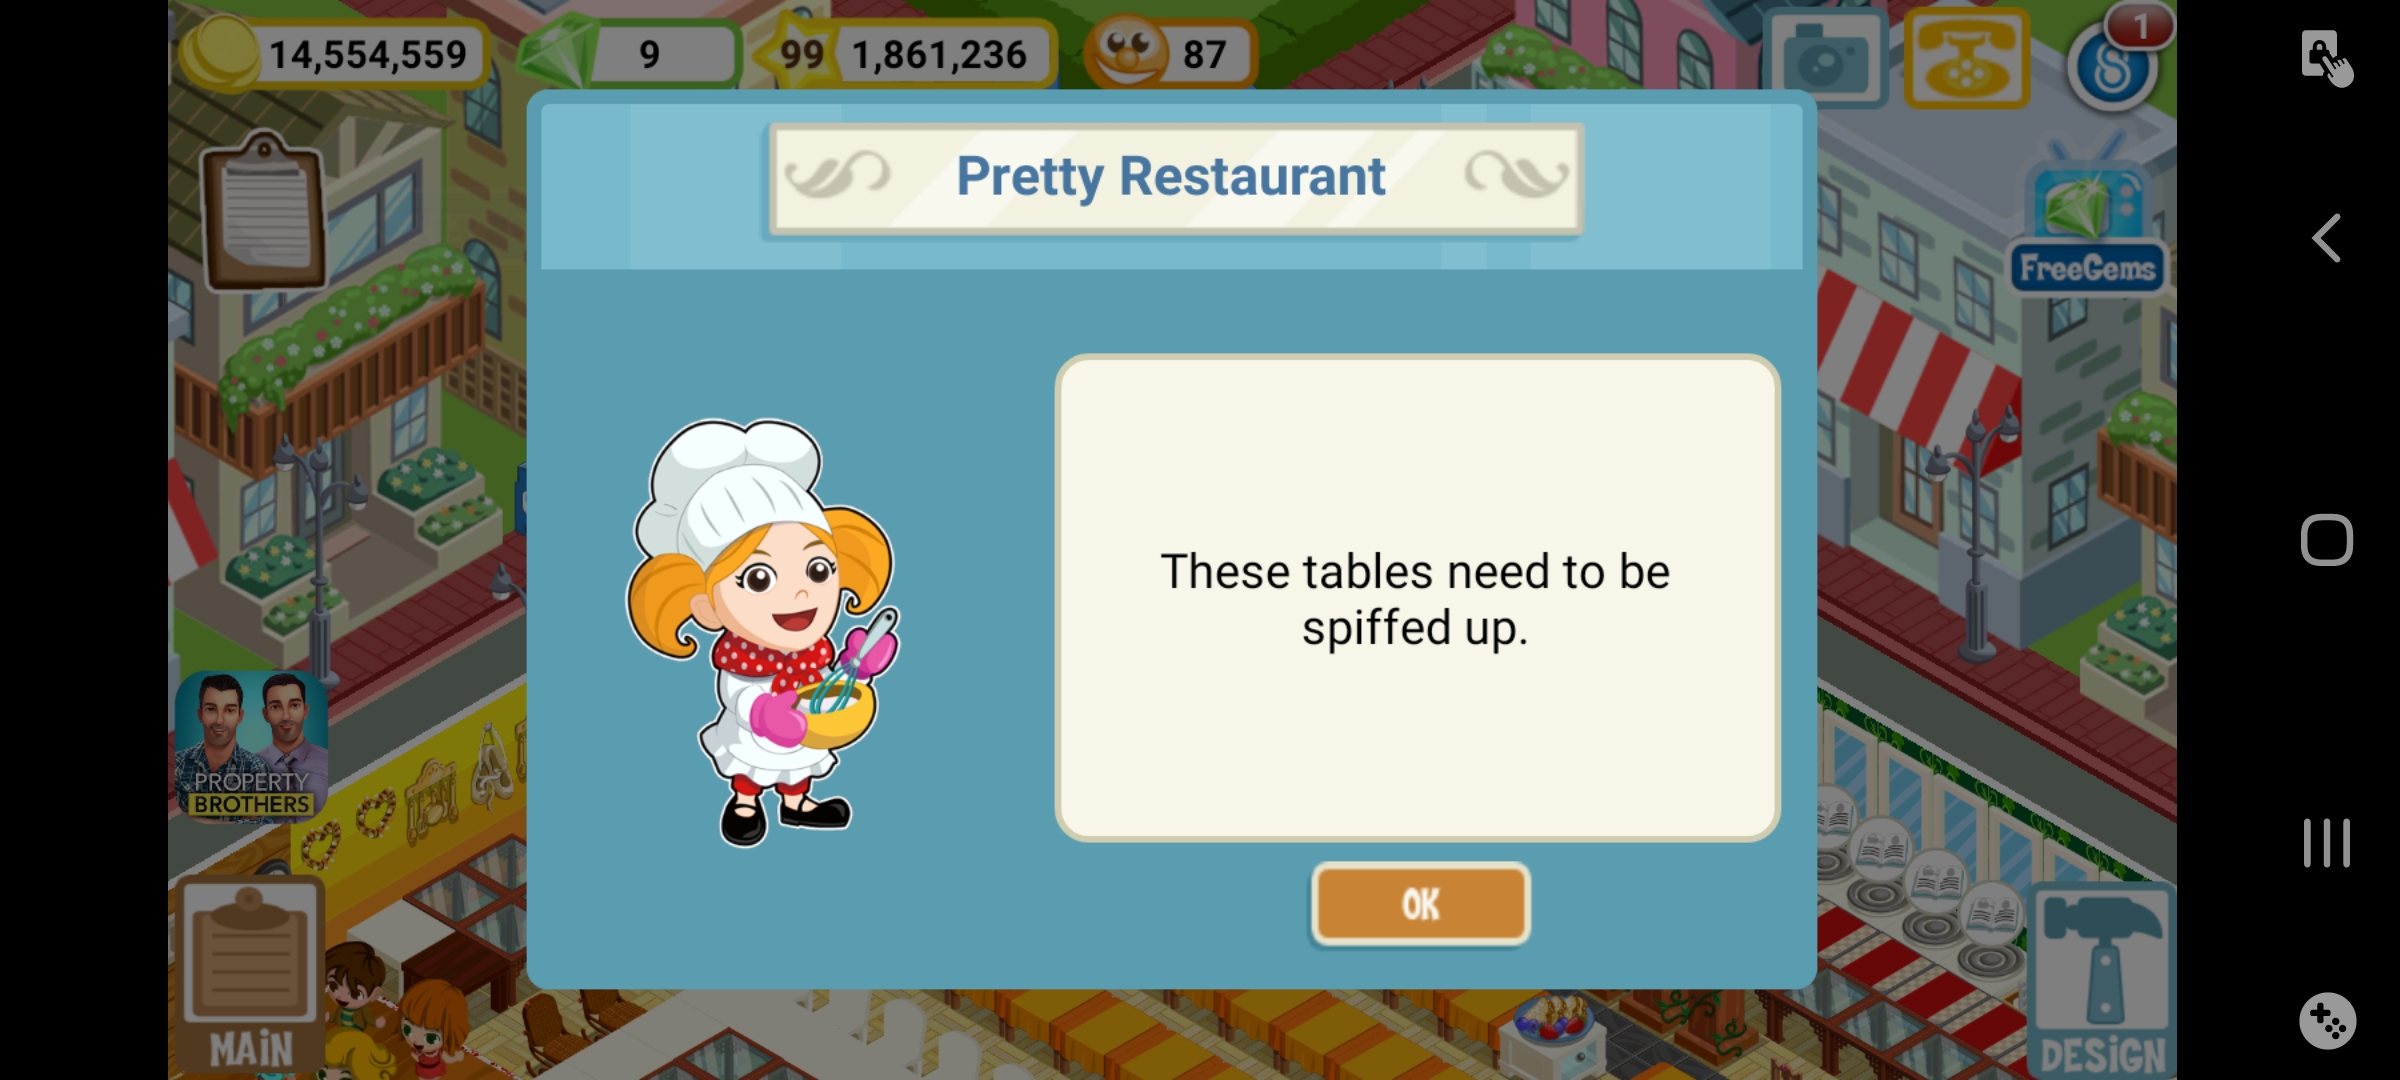 14,554,559
9
99
1,861,236
87
1
Pretty Restaurant
FreeGems
These tables need to be
spiffed up.
PROPERTY
BROTHERS
OK
MAiN
DESiGN